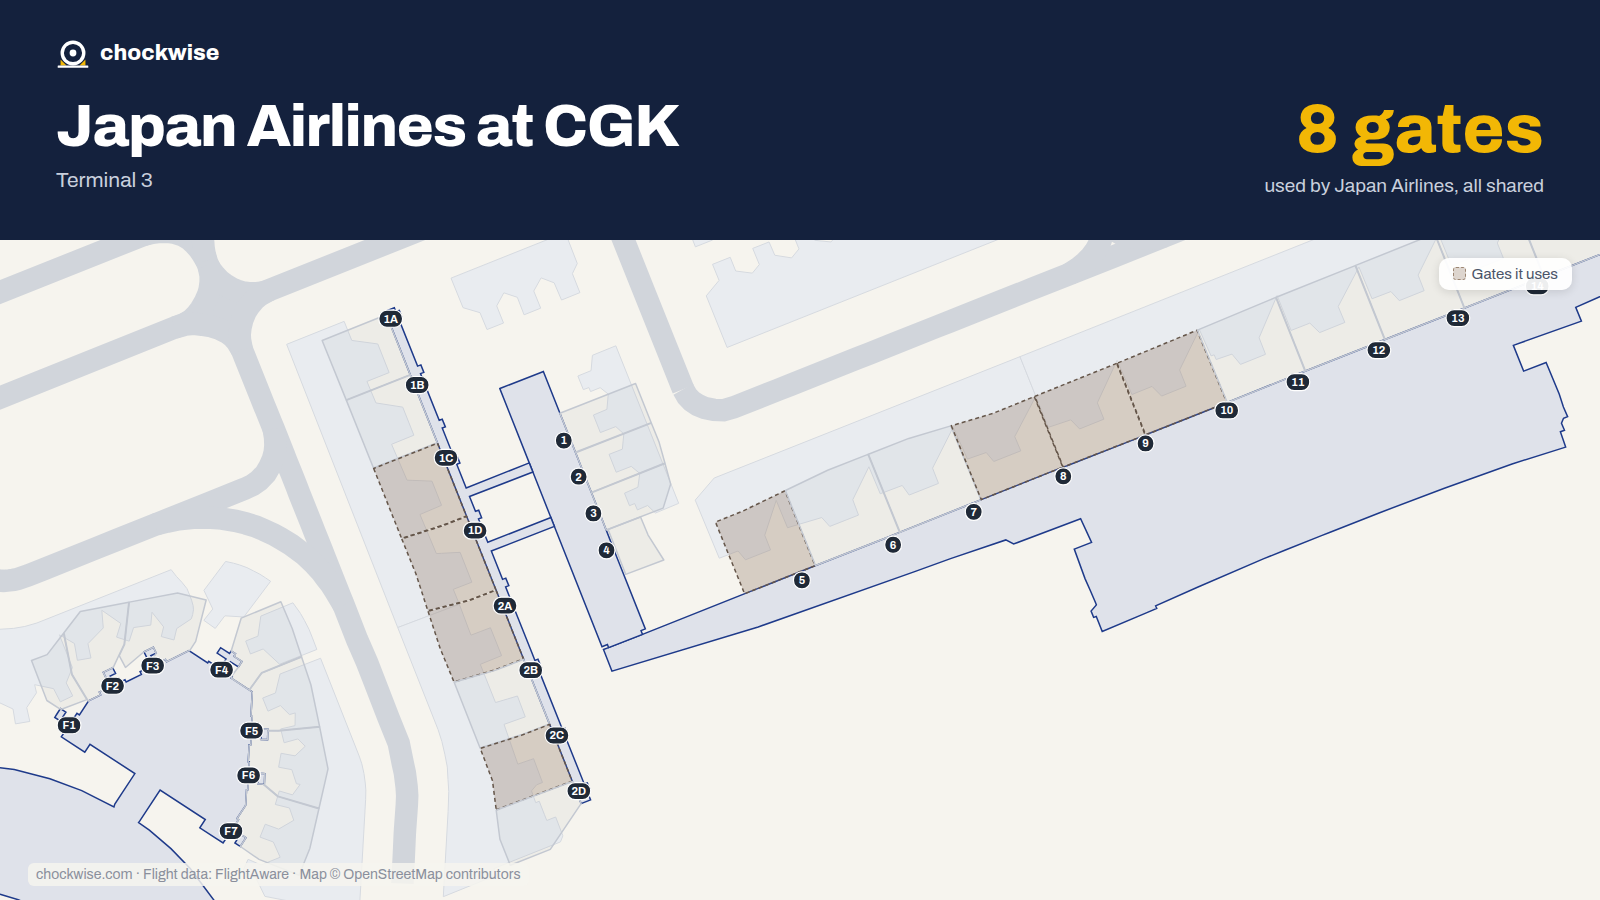 chockwise
Japan Airlines at CGK
Terminal 3
8 gates
used by Japan Airlines, all shared
Gates it uses
1A
1B
1C
1D
2A
2B
2C
2D
1
2
3
4
5
6
7
8
9
10
11
12
13
F1
F2
F3
F4
F5
F6
F7
chockwise.com · Flight data: FlightAware · Map © OpenStreetMap contributors